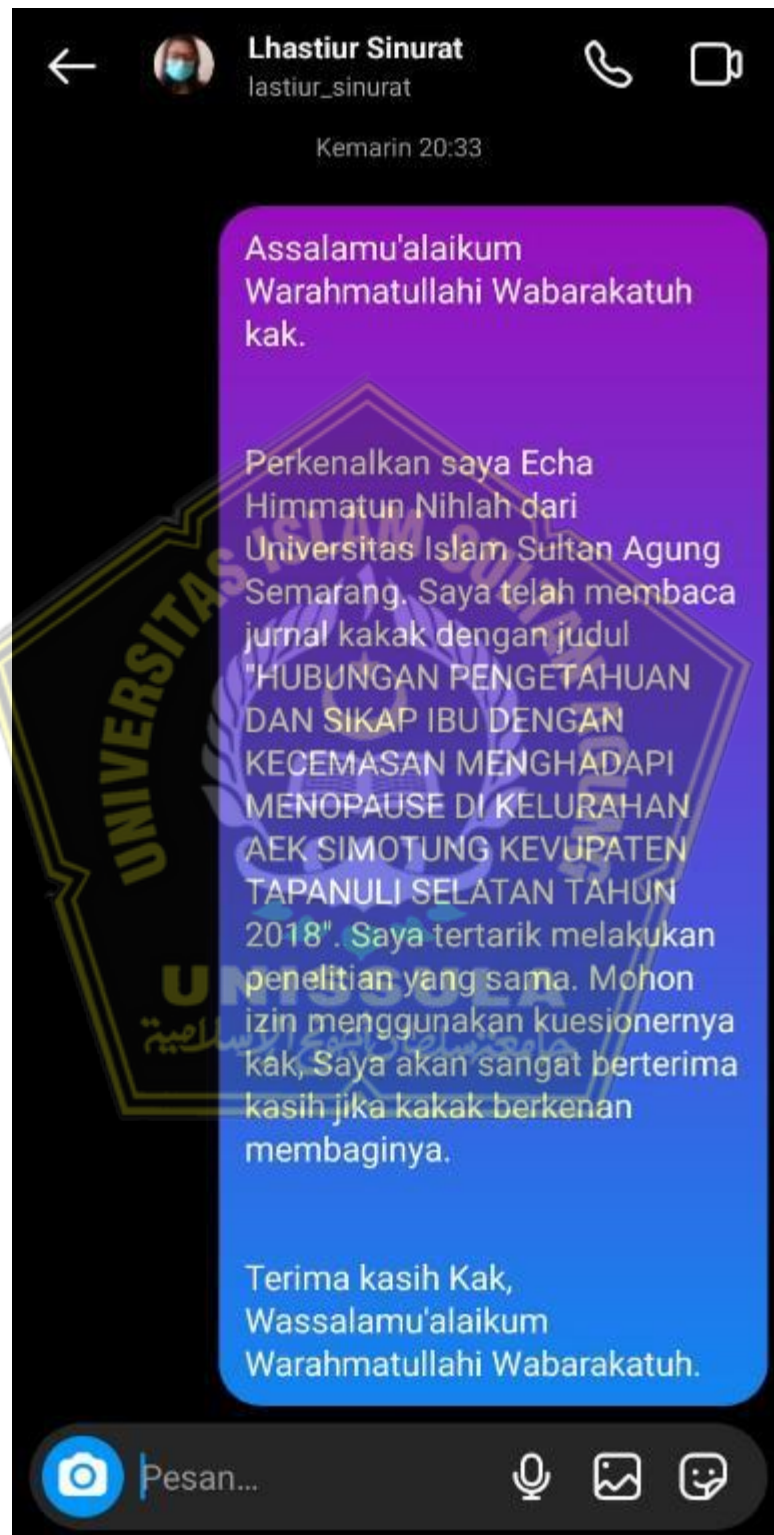 Lhastiur Sinurat
lastiur_sinurat
Kemarin 20:33
Assalamu'alaikum
Warahmatullahi Wabarakatuh
kak.
Perkenalkan saya Echa
Himmatun Nihlah dari
Universitas Islam Sultan Agung
Semarang. Saya telah membaca
jurnal kakak dengan judul
"HUBUNGAN PENGETAHUAN
DAN SIKAP IBU DENGAN
KECEMASAN MENGHADAPI
MENOPAUSE DI KELURAHAN
AEK SIMOTUNG KEVUPATEN
TAPANULI SELATAN TAHUN
2018". Saya tertarik melakukan
penelitian yang sama. Mohon
izin menggunakan kuesionernya
kak, Saya akan sangat berterima
kasih jika kakak berkenan
membaginya.
Terima kasih Kak,
Wassalamu'alaikum
Warahmatullahi Wabarakatuh.
Pesan...
UNIVERSITAS ISLAM SULTAN AGUNG
UNISSULA
جامعة سلطان أجونج الإسلامية